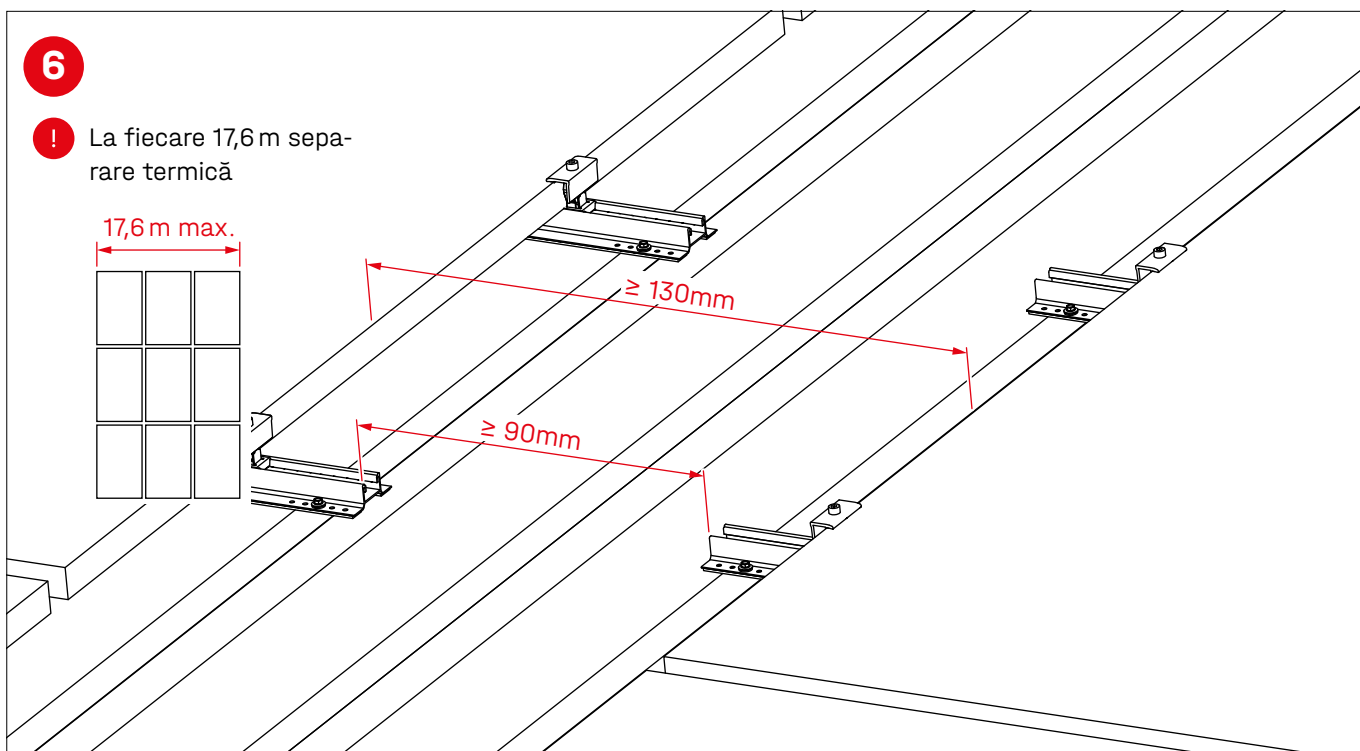 6
! La fiecare 17,6 m sepa-
rare termică
17,6 m max.
≥ 130mm
≥ 90mm